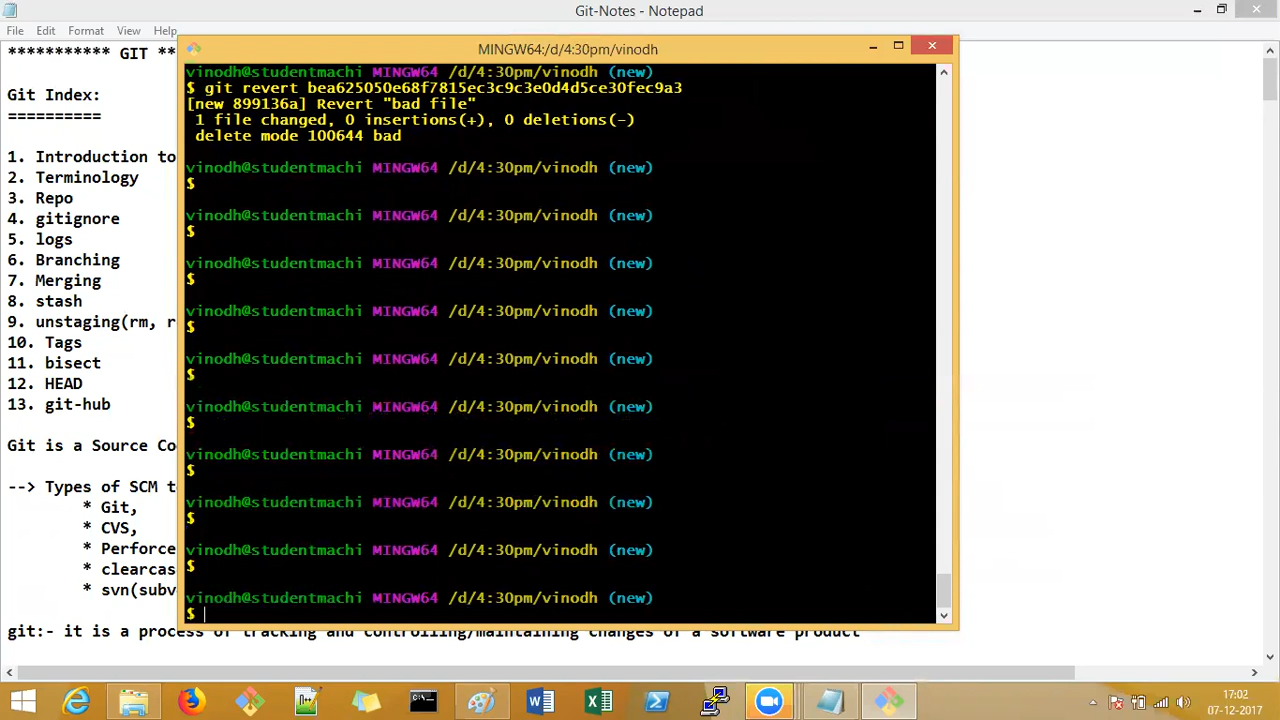 Git-Notes - Notepad
File Edit Format View Help
MINGW64:/d/4:30pm/vinodh
*********** GIT **
Git Index:
==========
1. Introduction to
2. Terminology
3. Repo
4. gitignore
5. logs
6. Branching
7. Merging
8. stash
9. unstaging(rm, r
10. Tags
11. bisect
12. HEAD
13. git-hub
Git is a Source Co
--> Types of SCM t
* Git,
* CVS,
* Perforce
* clearcas
* svn(subv
git:- it is a process of tracking and controlling/maintaining changes of a software product
vinodh@studentmachi MINGW64 /d/4:30pm/vinodh (new)
$ git revert bea625050e68f7815ec3c9c3e0d4d5ce30fec9a3
[new 899136a] Revert "bad file"
1 file changed, 0 insertions(+), 0 deletions(-)
delete mode 100644 bad
vinodh@studentmachi MINGW64 /d/4:30pm/vinodh (new)
$
vinodh@studentmachi MINGW64 /d/4:30pm/vinodh (new)
$
vinodh@studentmachi MINGW64 /d/4:30pm/vinodh (new)
$
vinodh@studentmachi MINGW64 /d/4:30pm/vinodh (new)
$
vinodh@studentmachi MINGW64 /d/4:30pm/vinodh (new)
$
vinodh@studentmachi MINGW64 /d/4:30pm/vinodh (new)
$
vinodh@studentmachi MINGW64 /d/4:30pm/vinodh (new)
$
vinodh@studentmachi MINGW64 /d/4:30pm/vinodh (new)
$
vinodh@studentmachi MINGW64 /d/4:30pm/vinodh (new)
$
vinodh@studentmachi MINGW64 /d/4:30pm/vinodh (new)
$
17:02
07-12-2017